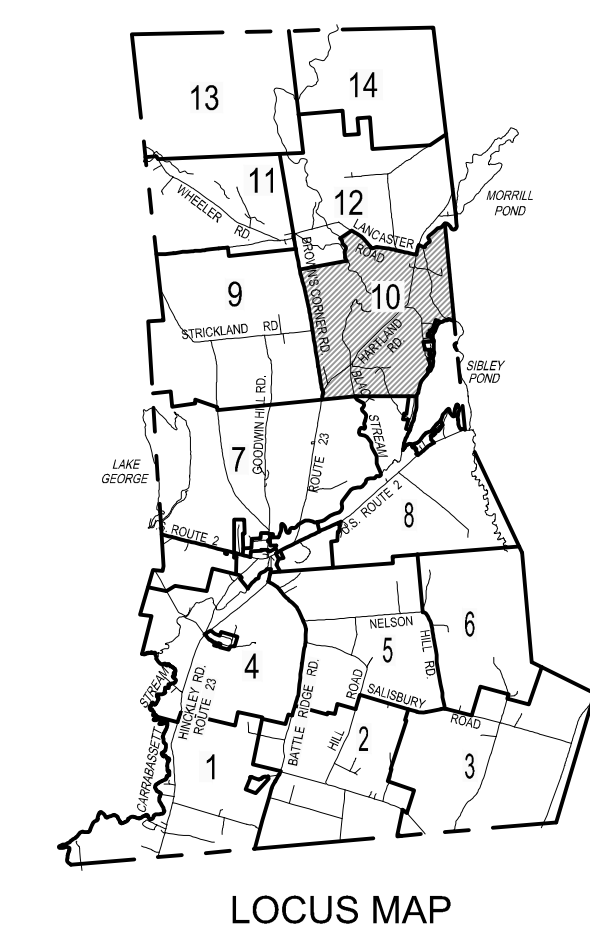 13
14
11
WHEELER RD.
12
MORRILL
POND
LANCASTER
ROAD
BROWN'S CORNER RD.
9
10
STRICKLAND RD
HARTLAND
RD
SIBLEY
POND
BLACK STREAM
GOODWIN HILL RD.
ROUTE 23
7
LAKE
GEORGE
U.S. ROUTE 2
8
.S. ROUTE 2
NELSON
HILL RD.
6
5
4
HINCKLEY RD.
ROUTE 23
BATTLE RIDGE RD.
ROAD
SALISBURY
ROAD
CARRABASSETT STREAM
HILL
2
1
3
LOCUS MAP